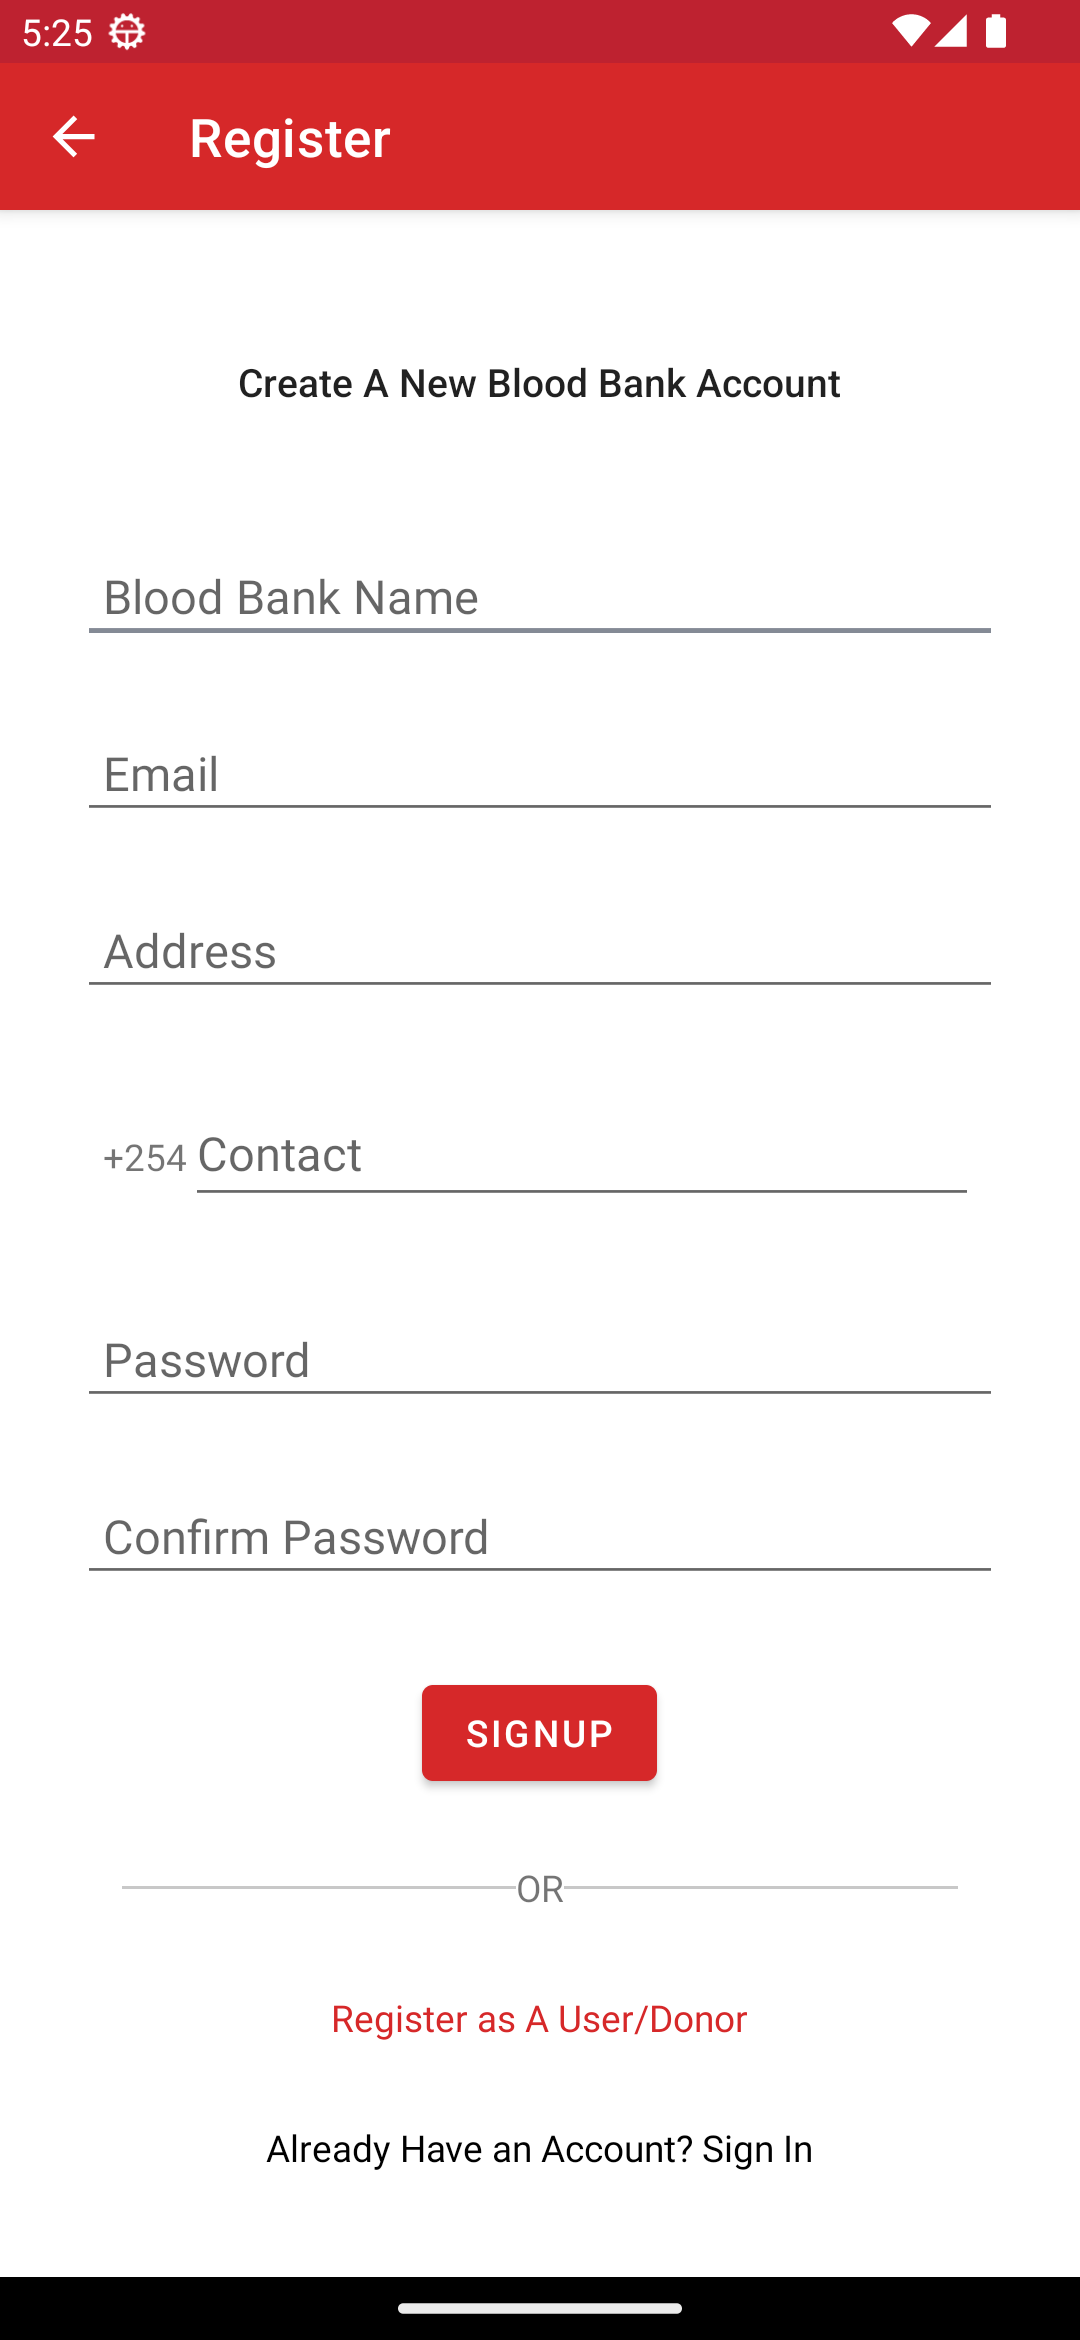 5:25
Register
Create A New Blood Bank Account
Blood Bank Name
Email
Address
+254 Contact
Password
Confirm Password
SIGNUP
OR
Register as A User/Donor
Already Have an Account? Sign In